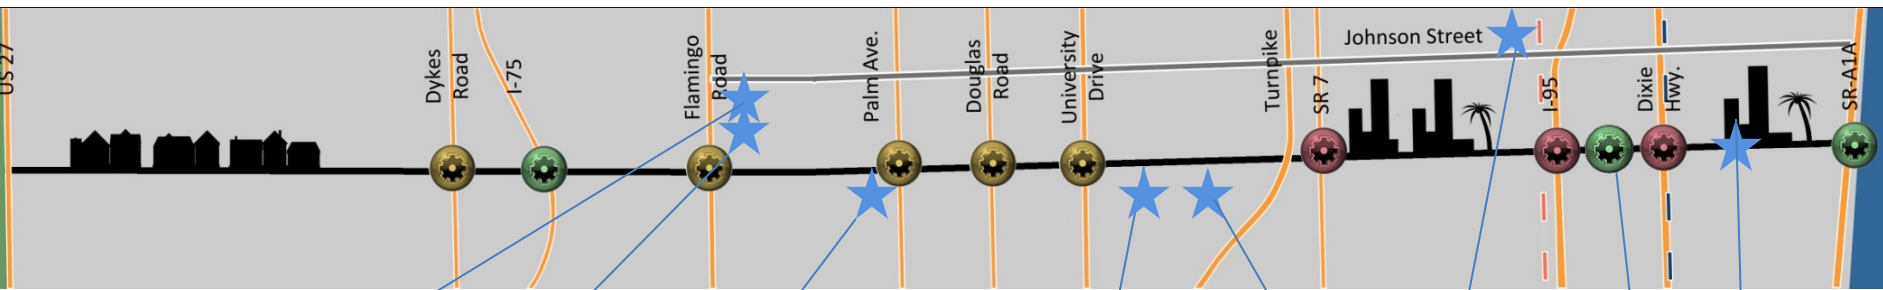 US 27
Dykes
Road
I-75
Flamingo
Road
Palm Ave.
Douglas
Road
University
Drive
Turnpike
SR 7
Johnson Street
I-95
Dixie
Hwy.
SR-A1A